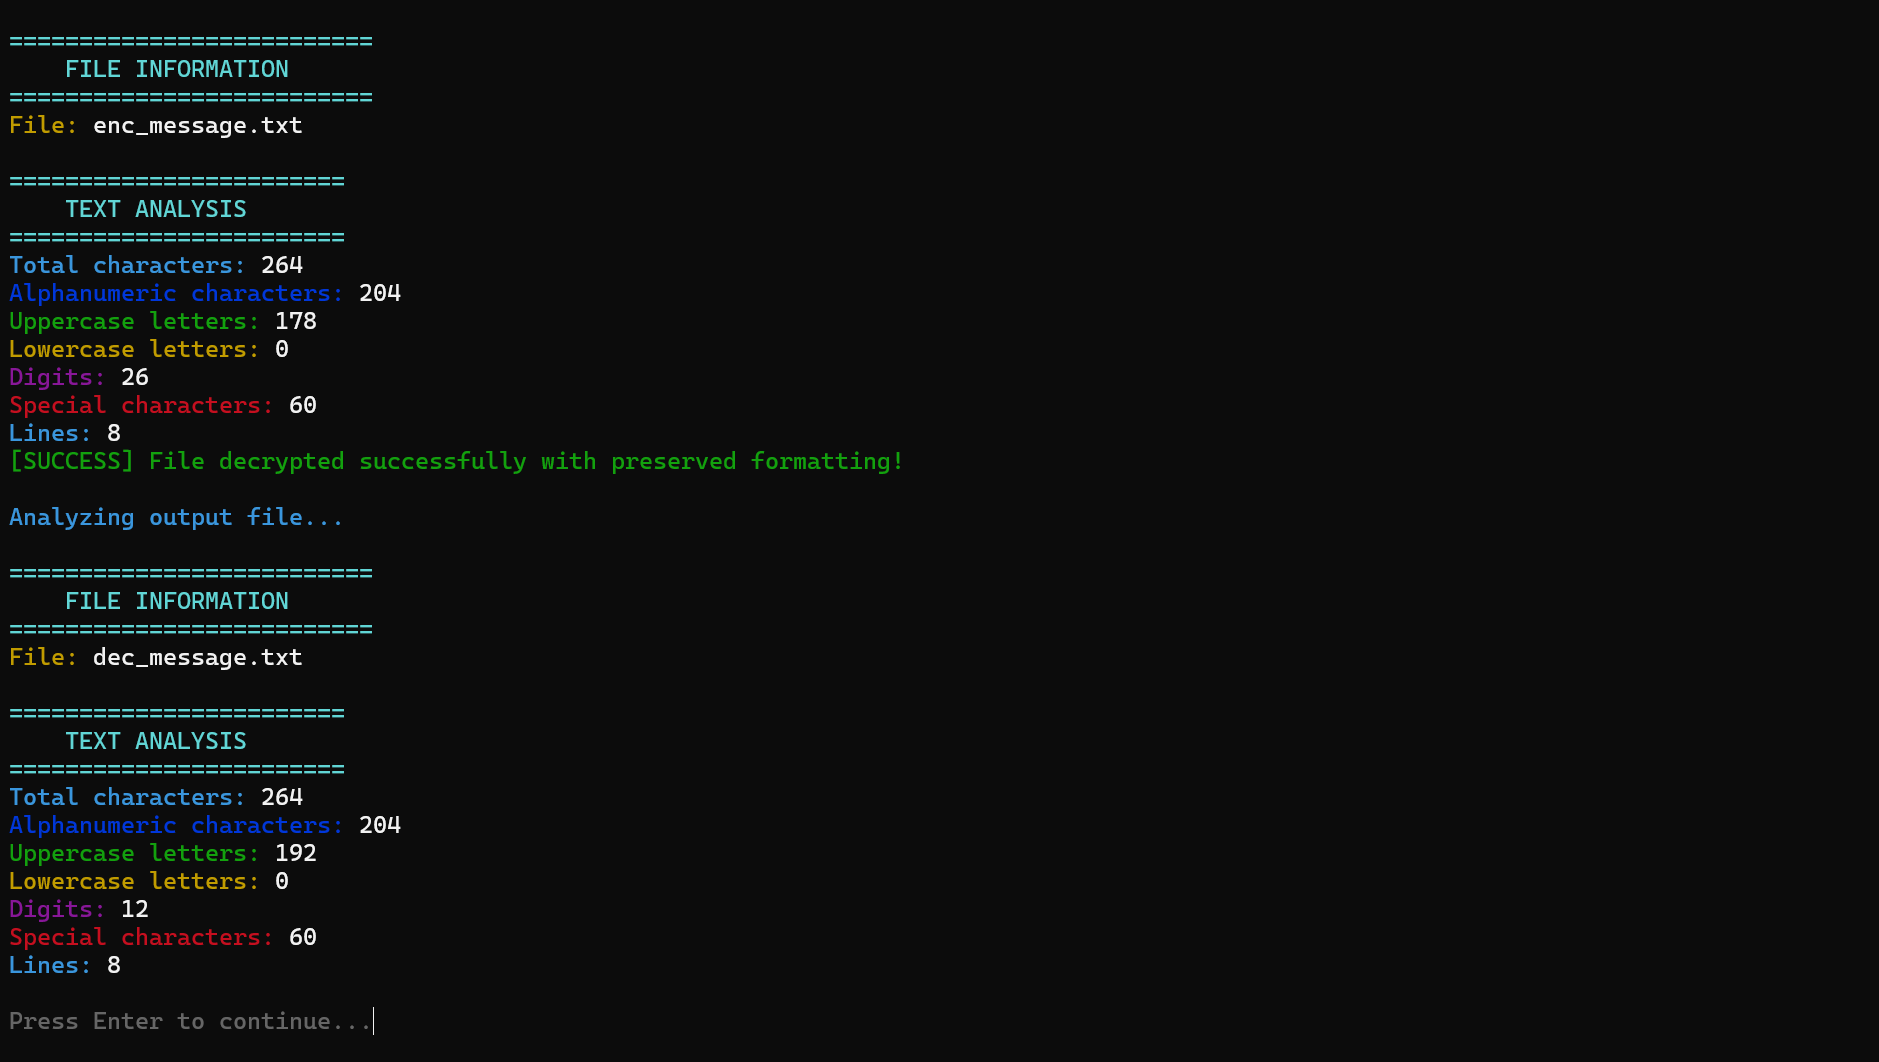 ==========================
    FILE INFORMATION
==========================
File: enc_message.txt

========================
    TEXT ANALYSIS
========================
Total characters: 264
Alphanumeric characters: 204
Uppercase letters: 178
Lowercase letters: 0
Digits: 26
Special characters: 60
Lines: 8
[SUCCESS] File decrypted successfully with preserved formatting!

Analyzing output file...

==========================
    FILE INFORMATION
==========================
File: dec_message.txt

========================
    TEXT ANALYSIS
========================
Total characters: 264
Alphanumeric characters: 204
Uppercase letters: 192
Lowercase letters: 0
Digits: 12
Special characters: 60
Lines: 8

Press Enter to continue...